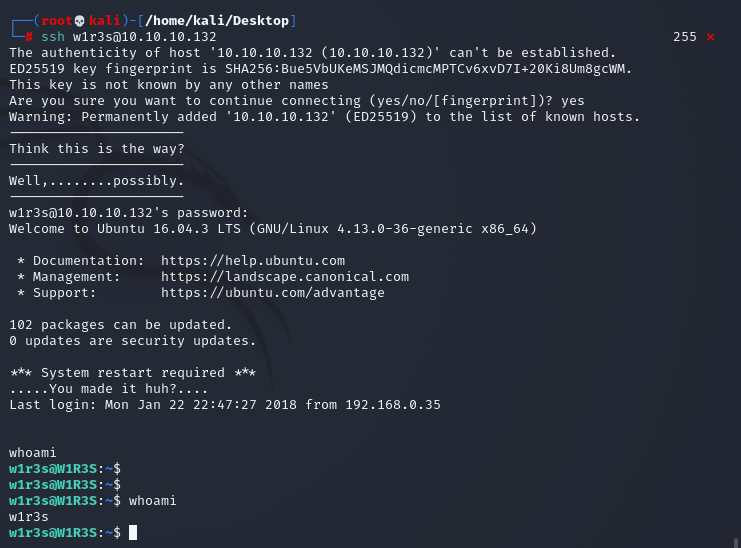 ┌──(root💀kali)-[/home/kali/Desktop]
└─# ssh w1r3s@10.10.10.132 255 ⨯
The authenticity of host '10.10.10.132 (10.10.10.132)' can't be established.
ED25519 key fingerprint is SHA256:Bue5VbUKeMSJMQdicmcMPTCv6xvD7I+20Ki8Um8gcWM.
This key is not known by any other names
Are you sure you want to continue connecting (yes/no/[fingerprint])? yes
Warning: Permanently added '10.10.10.132' (ED25519) to the list of known hosts.
----------------------
Think this is the way?
----------------------
Well,........possibly.
----------------------
w1r3s@10.10.10.132's password:
Welcome to Ubuntu 16.04.3 LTS (GNU/Linux 4.13.0-36-generic x86_64)
* Documentation: https://help.ubuntu.com
* Management: https://landscape.canonical.com
* Support: https://ubuntu.com/advantage
102 packages can be updated.
0 updates are security updates.
*** System restart required ***
.....You made it huh?....
Last login: Mon Jan 22 22:47:27 2018 from 192.168.0.35
whoami
w1r3s@W1R3S:~$
w1r3s@W1R3S:~$
w1r3s@W1R3S:~$ whoami
w1r3s
w1r3s@W1R3S:~$